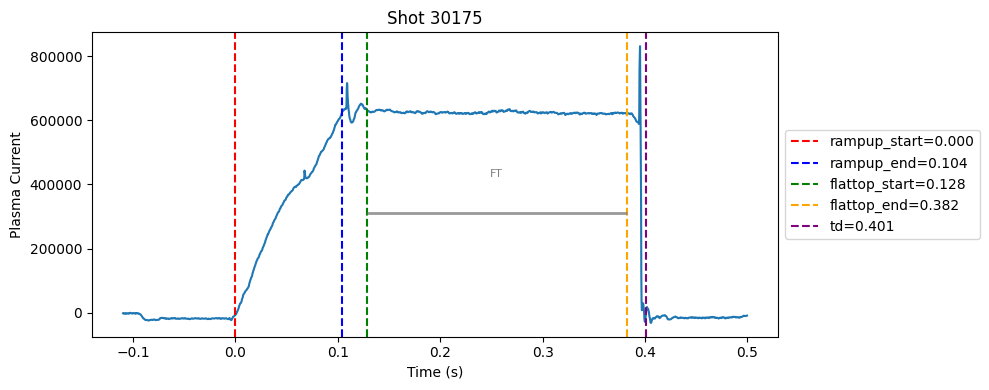 Shot 30175
Plasma Current
800000
600000
400000
200000
0
FT
−0.1
0.0
0.1
0.2
0.3
0.4
0.5
Time (s)
rampup_start=0.000
rampup_end=0.104
flattop_start=0.128
flattop_end=0.382
td=0.401